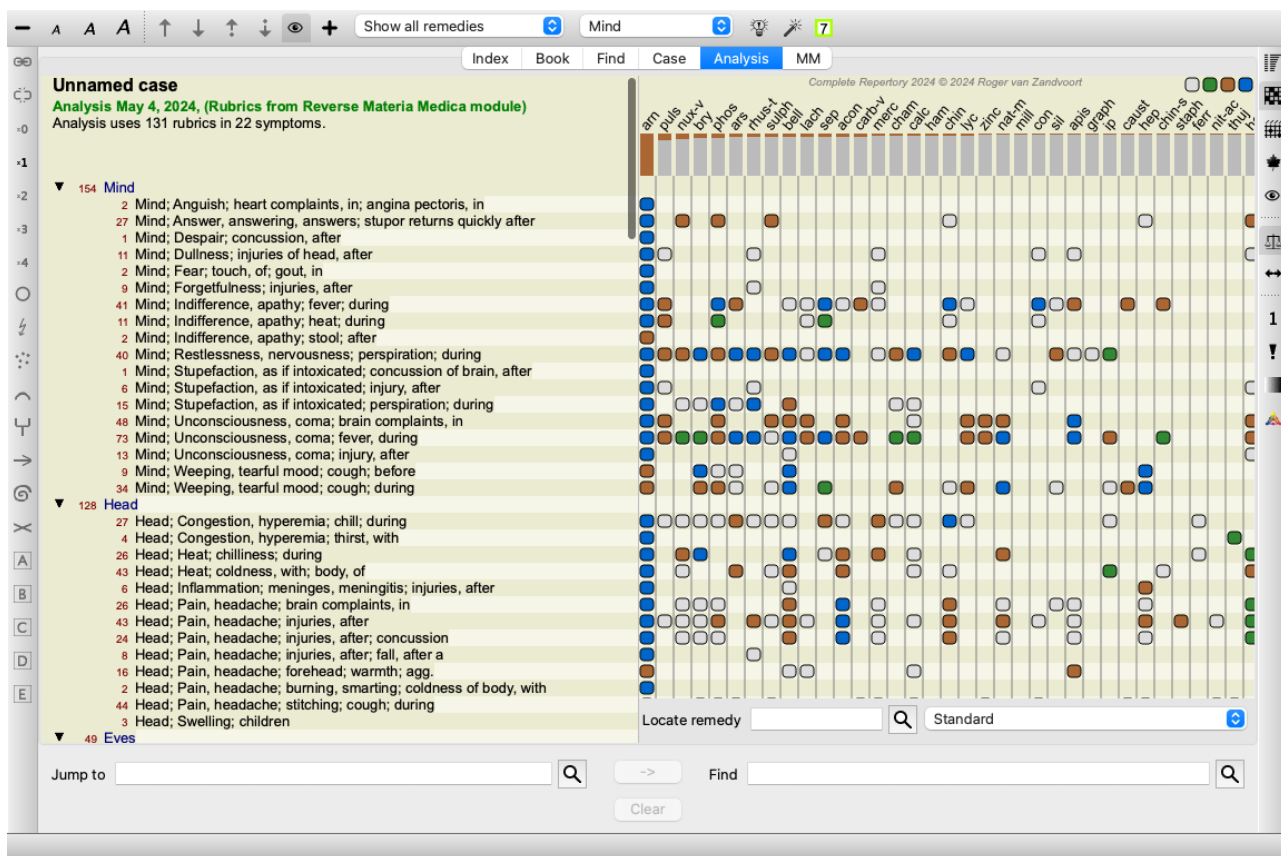 A A A Show all remedies Mind 7
Index Book Find Case Analysis MM
Unnamed case
Analysis May 4, 2024, (Rubrics from Reverse Materia Medica module)
Analysis uses 131 rubrics in 22 symptoms.
Complete Repertory 2024 © 2024 Roger van Zandvoort
arn puls nux-v bry phos ars rhus-t sulph bell lach sep acon carb-v merc cham calc ham chin lyc zinc nat-m mill con sil apis graph ip caust hep chin-s staph ferr nit-ac thuj
×0
×1
×2
×3
×4
A
B
C
D
E
1
!
154 Mind
2 Mind; Anguish; heart complaints, in; angina pectoris, in
27 Mind; Answer, answering, answers; stupor returns quickly after
1 Mind; Despair; concussion, after
11 Mind; Dullness; injuries of head, after
2 Mind; Fear; touch, of; gout, in
9 Mind; Forgetfulness; injuries, after
41 Mind; Indifference, apathy; fever; during
11 Mind; Indifference, apathy; heat; during
2 Mind; Indifference, apathy; stool; after
40 Mind; Restlessness, nervousness; perspiration; during
1 Mind; Stupefaction, as if intoxicated; concussion of brain, after
6 Mind; Stupefaction, as if intoxicated; injury, after
15 Mind; Stupefaction, as if intoxicated; perspiration; during
48 Mind; Unconsciousness, coma; brain complaints, in
73 Mind; Unconsciousness, coma; fever, during
13 Mind; Unconsciousness, coma; injury, after
9 Mind; Weeping, tearful mood; cough; before
34 Mind; Weeping, tearful mood; cough; during
128 Head
27 Head; Congestion, hyperemia; chill; during
4 Head; Congestion, hyperemia; thirst, with
26 Head; Heat; chilliness; during
43 Head; Heat; coldness, with; body, of
6 Head; Inflammation; meninges, meningitis; injuries, after
26 Head; Pain, headache; brain complaints, in
43 Head; Pain, headache; injuries, after
24 Head; Pain, headache; injuries, after; concussion
8 Head; Pain, headache; injuries, after; fall, after a
16 Head; Pain, headache; forehead; warmth; agg.
2 Head; Pain, headache; burning, smarting; coldness of body, with
44 Head; Pain, headache; stitching; cough; during
3 Head; Swelling; children
49 Eyes
Locate remedy Standard
Jump to -> Find
Clear